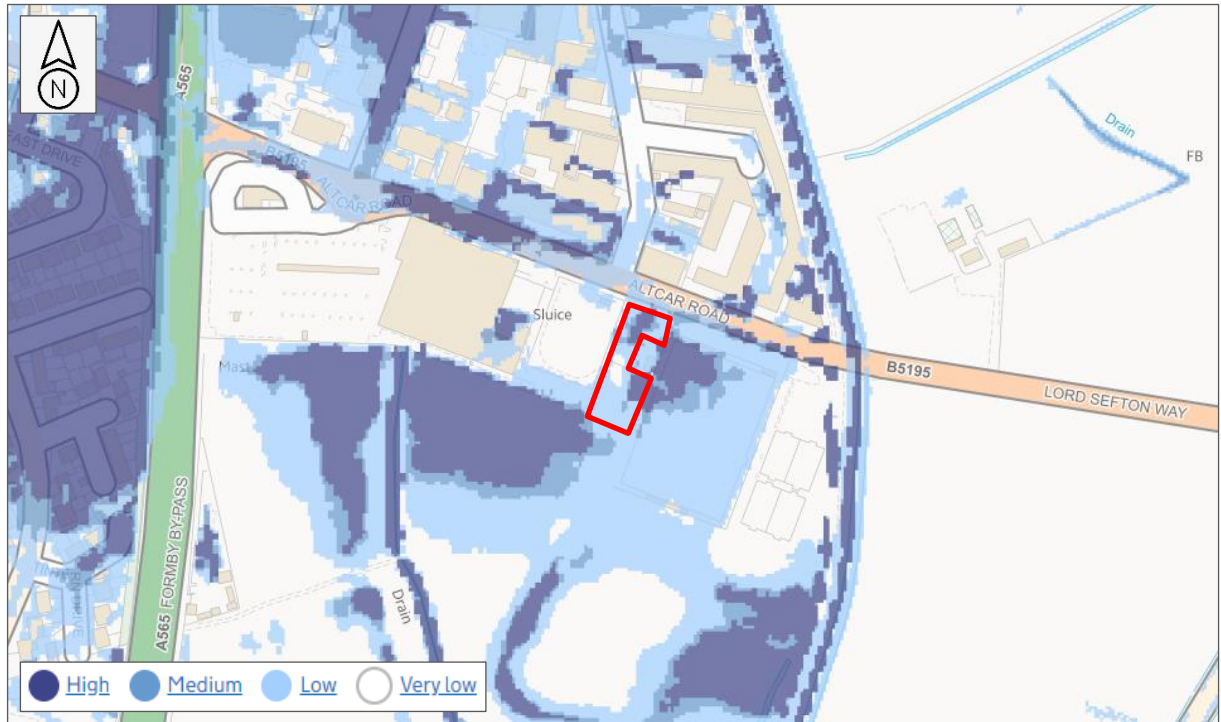 N
A565
EAST DRIVE
B5195
ALTCAR ROAD
Drain
FB
Sluice
ALTCAR ROAD
Mast
B5195
LORD SEFTON WAY
A565 FORMBY BY-PASS
Drain
High
Medium
Low
Very low